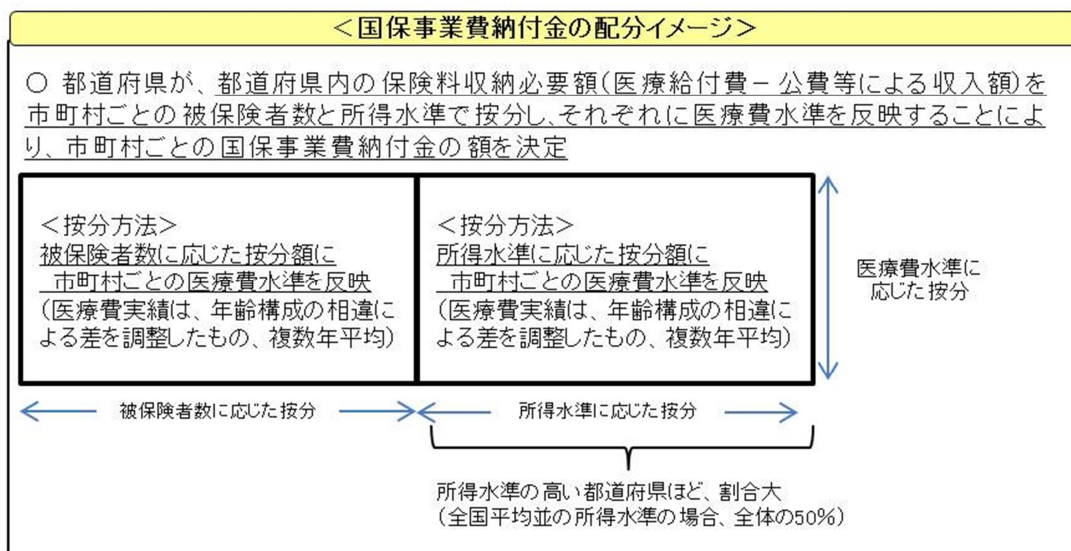 ＜国保事業費納付金の配分イメージ＞
○ 都道府県が、都道府県内の保険料収納必要額(医療給付費－公費等による収入額)を
市町村ごとの被保険者数と所得水準で按分し、それぞれに医療費水準を反映することによ
り、市町村ごとの国保事業費納付金の額を決定
＜按分方法＞
被保険者数に応じた按分額に
市町村ごとの医療費水準を反映
(医療費実績は、年齢構成の相違
による差を調整したもの、複数年平均)
＜按分方法＞
所得水準に応じた按分額に
市町村ごとの医療費水準を反映
(医療費実績は、年齢構成の相違
による差を調整したもの、複数年平均)
医療費水準に
応じた按分
被保険者数に応じた按分
所得水準に応じた按分
所得水準の高い都道府県ほど、割合大
(全国平均並の所得水準の場合、全体の50%)